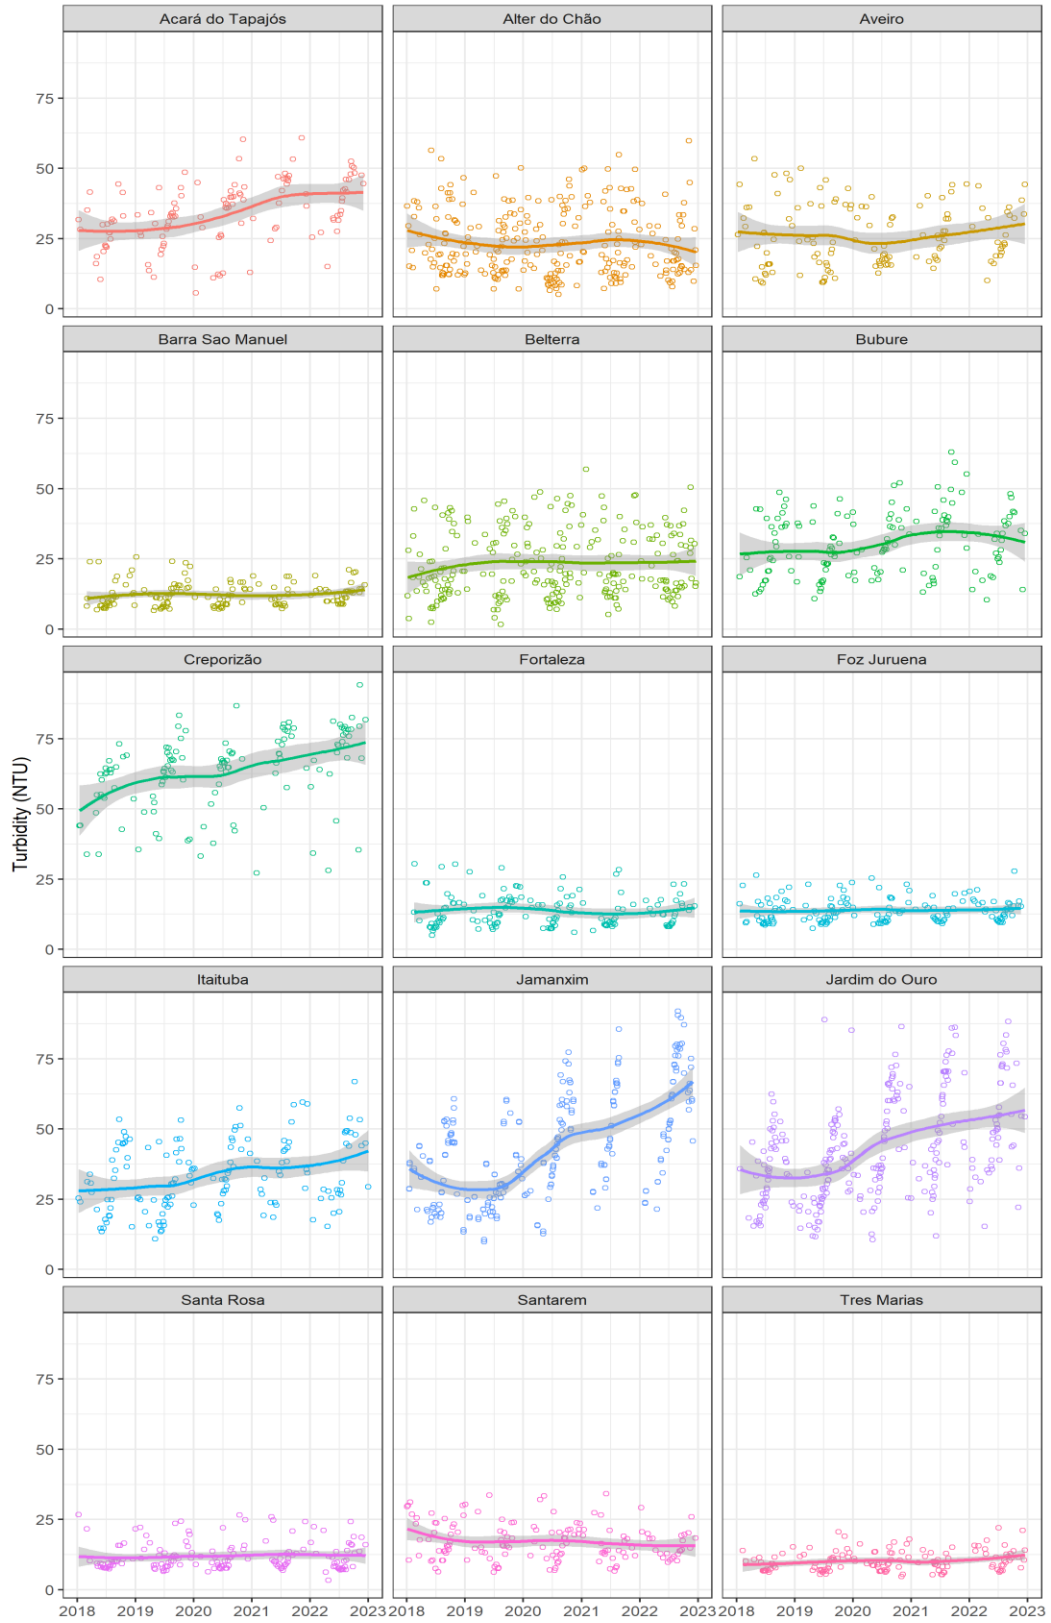 Acará do Tapajós Alter do Chão Aveiro
75
50
25
0
Barra Sao Manuel Belterra Bubure
75
50
25
0
Creporizão Fortaleza Foz Juruena
75
50
25
0
Turbidity (NTU)
Itaituba Jamanxim Jardim do Ouro
75
50
25
0
Santa Rosa Santarem Tres Marias
75
50
25
0
2018 2019 2020 2021 2022 2023 2018 2019 2020 2021 2022 2023 2018 2019 2020 2021 2022 2023